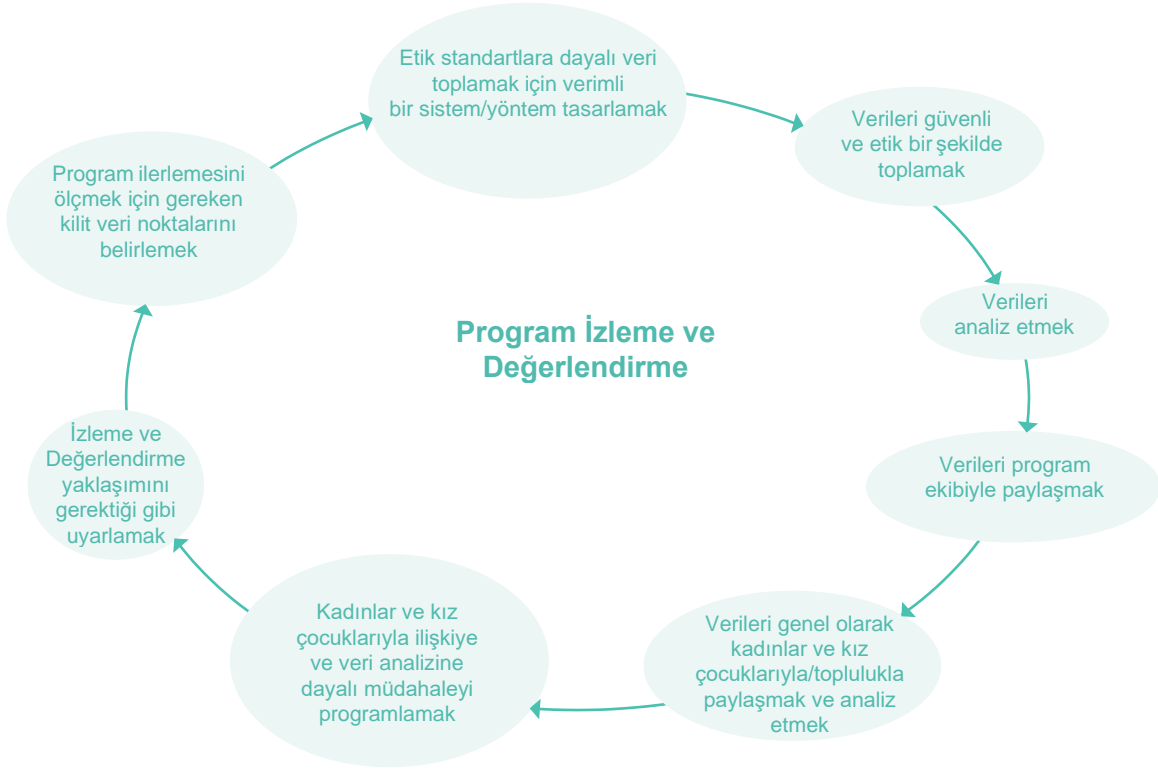 Etik standartlara dayalı veri
toplamak için verimli
bir sistem/yöntem tasarlamak
Verileri güvenli
ve etik bir şekilde
toplamak
Verileri
analiz etmek
Verileri program
ekibiyle paylaşmak
Verileri genel olarak
kadınlar ve kız
çocuklarıyla/toplulukla
paylaşmak ve analiz
etmek
Kadınlar ve kız
çocuklarıyla ilişkiye
ve veri analizine
dayalı müdahaleyi
programlamak
İzleme ve
Değerlendirme
yaklaşımını
gerektiği gibi
uyarlamak
Program ilerlemesini
ölçmek için gereken
kilit veri noktalarını
belirlemek
Program İzleme ve
Değerlendirme